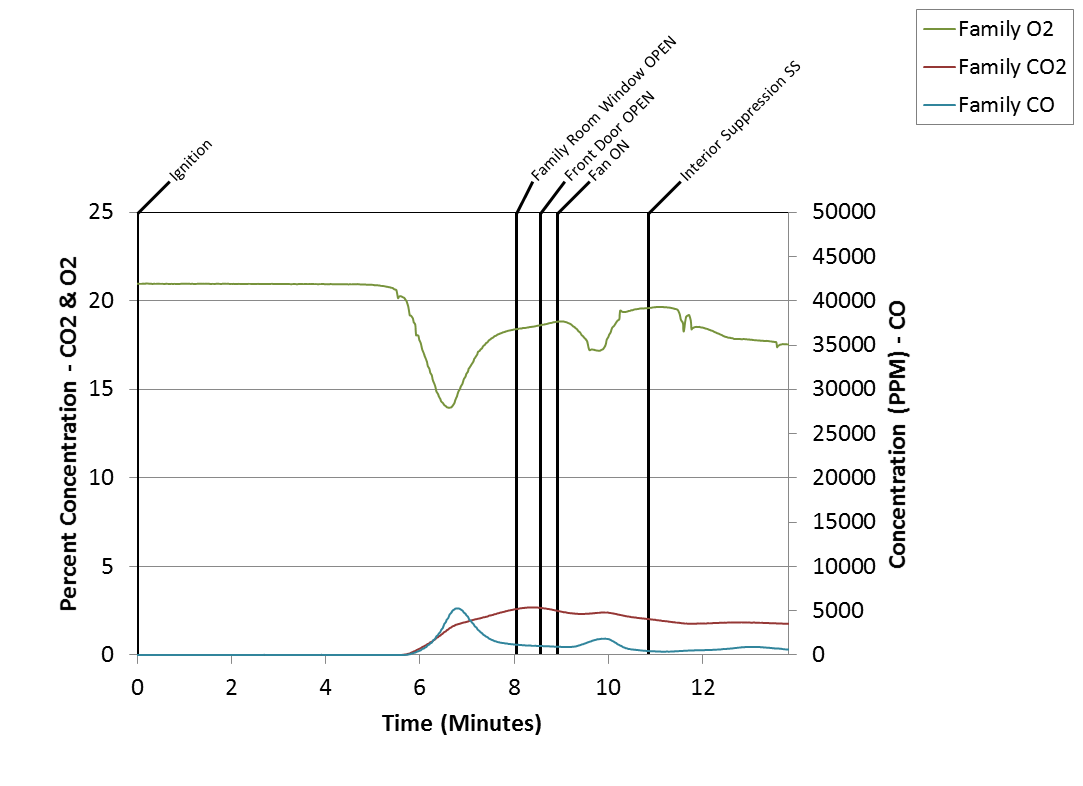 Family O2
Family CO2
Family CO
Ignition
Family Room Window OPEN
Front Door OPEN
Fan ON
Interior Suppression SS
25
20
15
10
5
0
Percent Concentration - CO2 & O2
50000
45000
40000
35000
30000
25000
20000
15000
10000
5000
0
Concentration (PPM) - CO
0 2 4 6 8 10 12
Time (Minutes)